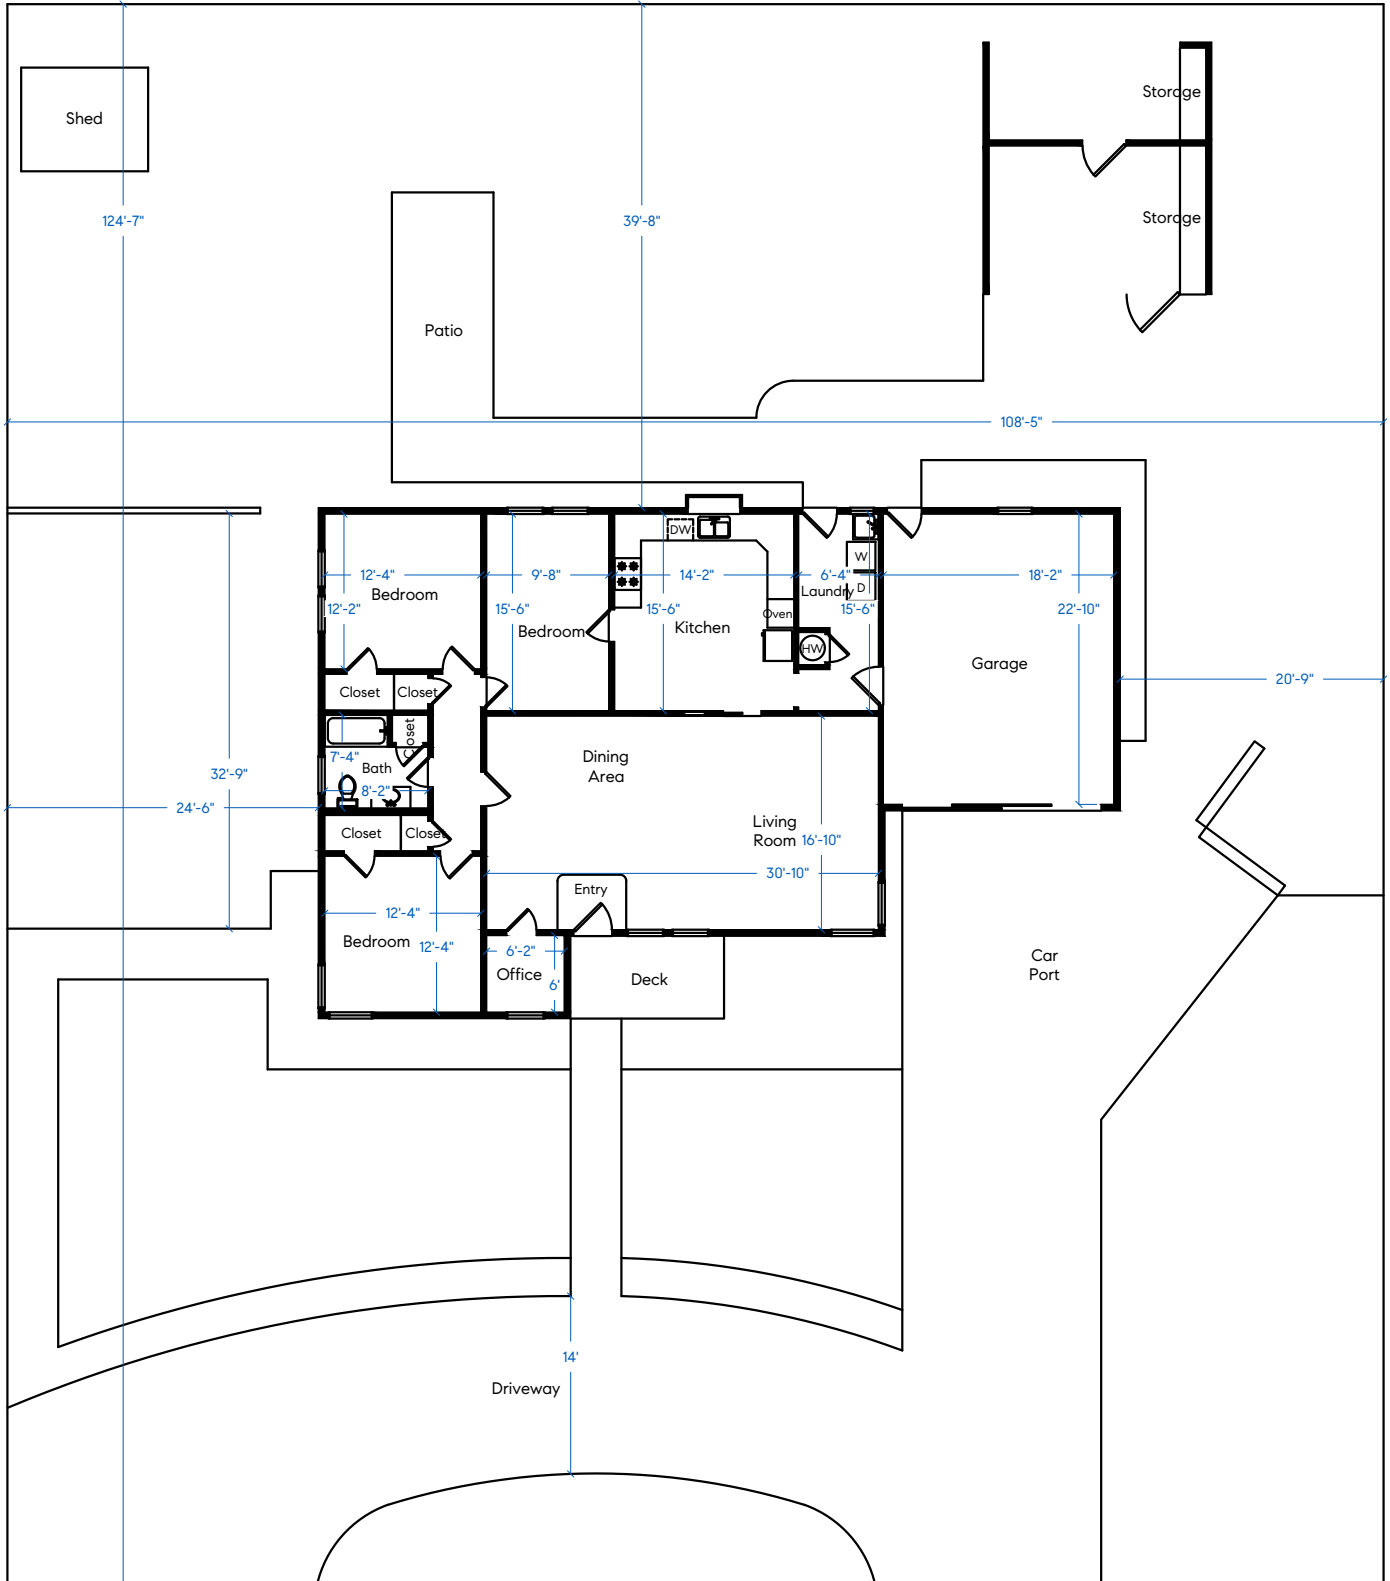 Storage
Shed
Storage
124'-7"
39'-8"
Patio
108'-5"
DW
W
12'-4"
9'-8"
14'-2"
6'-4"
18'-2"
D
Laundry
Bedroom
12'-2"
15'-6"
15'-6"
15'-6"
22'-10"
Oven
Bedroom
Kitchen
HW
Garage
20'-9"
Closet
Closet
Closet
7'-4"
Bath
Dining
Area
32'-9"
8'-2"
24'-6"
Living
Room
16'-10"
Closet
Closet
30'-10"
Entry
12'-4"
Bedroom
12'-4"
6'-2"
Office
6'
Deck
Car
Port
14'
Driveway